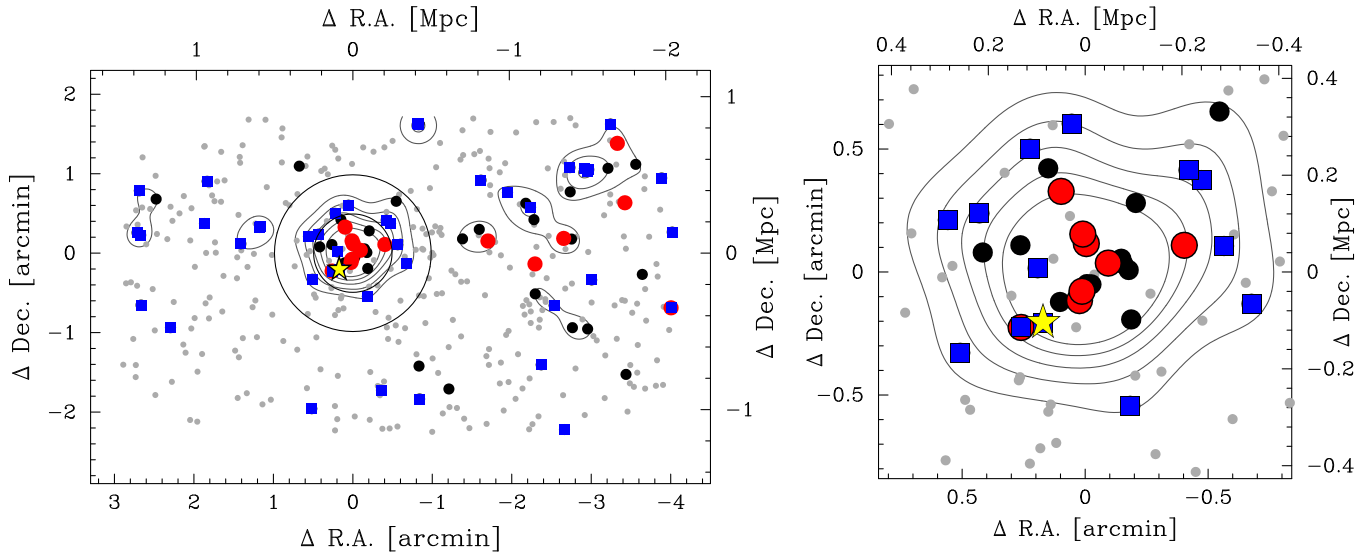 Δ R.A. [Mpc]
1 0 −1 −2
2 1 0 −1 −2
Δ Dec. [arcmin]
1 0 −1
Δ Dec. [Mpc]
3 2 1 0 −1 −2 −3 −4
Δ R.A. [arcmin]
Δ R.A. [Mpc]
0.4 0.2 0 −0.2 −0.4
0.5 0 −0.5
Δ Dec. [arcmin]
0.4 0.2 0 −0.2 −0.4
Δ Dec. [Mpc]
0.5 0 −0.5
Δ R.A. [arcmin]